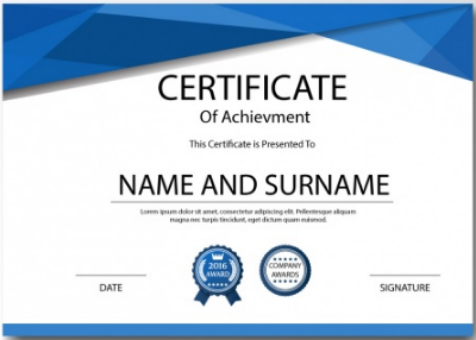 CERTIFICATE
Of Achievment
This Certificate is Presented To
NAME AND SURNAME
Lorem ipsum dolor sit amet, consectetur adipiscing elit. Pellentesque aliquam
magna nec turpis tincidunt, eget dictum quam consequat.
2016
AWARD
COMPANY
AWARDS
DATE
SIGNATURE